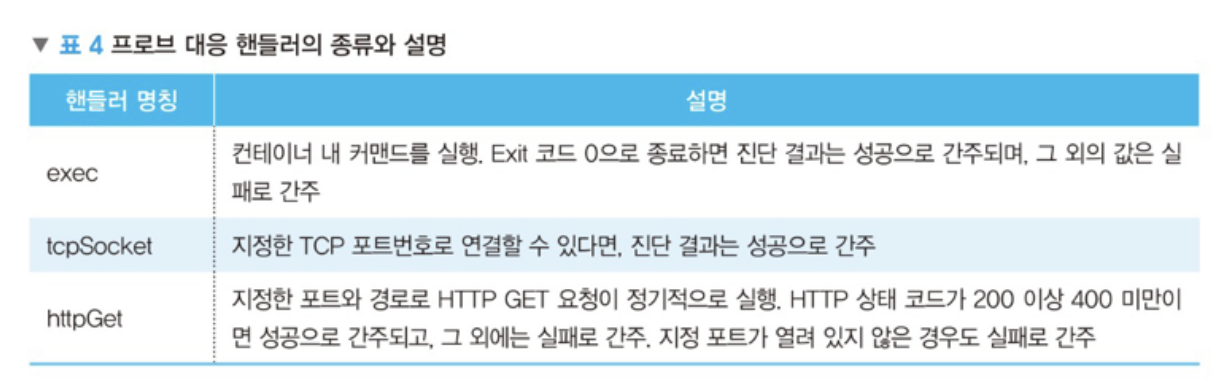 ▼ 표 4 프로브 대응 핸들러의 종류와 설명
핸들러 명칭 설명
exec
컨테이너 내 커맨드를 실행. Exit 코드 0으로 종료하면 진단 결과는 성공으로 간주되며, 그 외의 값은 실
패로 간주
tcpSocket 지정한 TCP 포트번호로 연결할 수 있다면, 진단 결과는 성공으로 간주
httpGet
지정한 포트와 경로로 HTTP GET 요청이 정기적으로 실행. HTTP 상태 코드가 200 이상 400 미만이
면 성공으로 간주되고, 그 외에는 실패로 간주. 지정 포트가 열려 있지 않은 경우도 실패로 간주